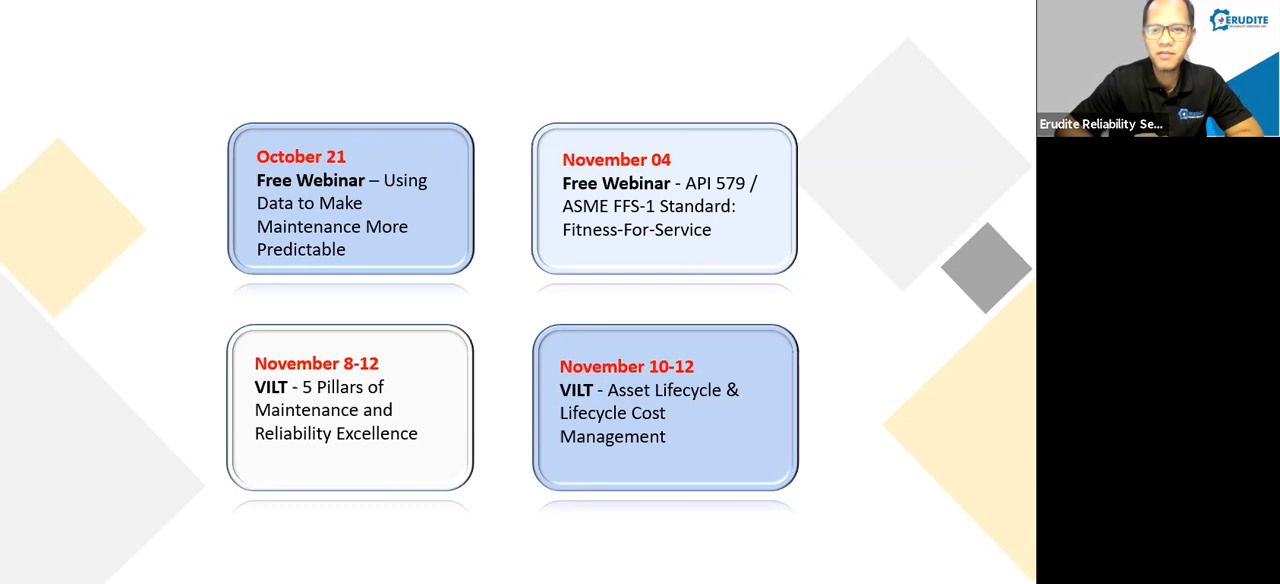 October 21
Free Webinar – Using
Data to Make
Maintenance More
Predictable
November 04
Free Webinar - API 579 /
ASME FFS-1 Standard:
Fitness-For-Service
November 8-12
VILT - 5 Pillars of
Maintenance and
Reliability Excellence
November 10-12
VILT - Asset Lifecycle &
Lifecycle Cost
Management
ERUDITE
Erudite Reliability Se...